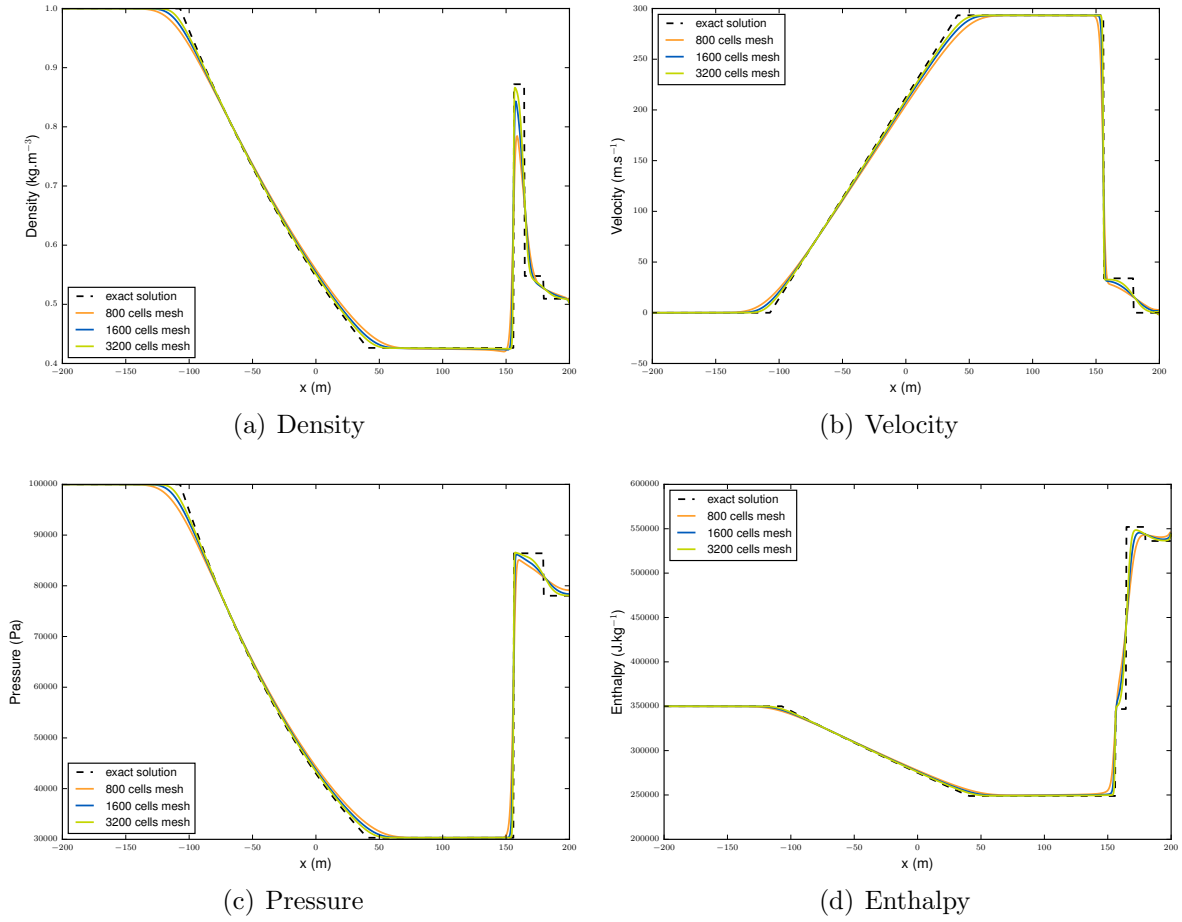 1.0
0.9
0.8
0.7
0.6
0.5
0.4
Density (kg.m−3)
exact solution
800 cells mesh
1600 cells mesh
3200 cells mesh
−200 −150 −100 −50 0 50 100 150 200
x (m)
(a) Density
300
250
200
150
100
50
0
−50
Velocity (m.s−1)
exact solution
800 cells mesh
1600 cells mesh
3200 cells mesh
−200 −150 −100 −50 0 50 100 150 200
x (m)
(b) Velocity
100000
90000
80000
70000
60000
50000
40000
30000
Pressure (Pa)
exact solution
800 cells mesh
1600 cells mesh
3200 cells mesh
−200 −150 −100 −50 0 50 100 150 200
x (m)
(c) Pressure
600000
550000
500000
450000
400000
350000
300000
250000
200000
Enthalpy (J.kg−1)
exact solution
800 cells mesh
1600 cells mesh
3200 cells mesh
−200 −150 −100 −50 0 50 100 150 200
x (m)
(d) Enthalpy